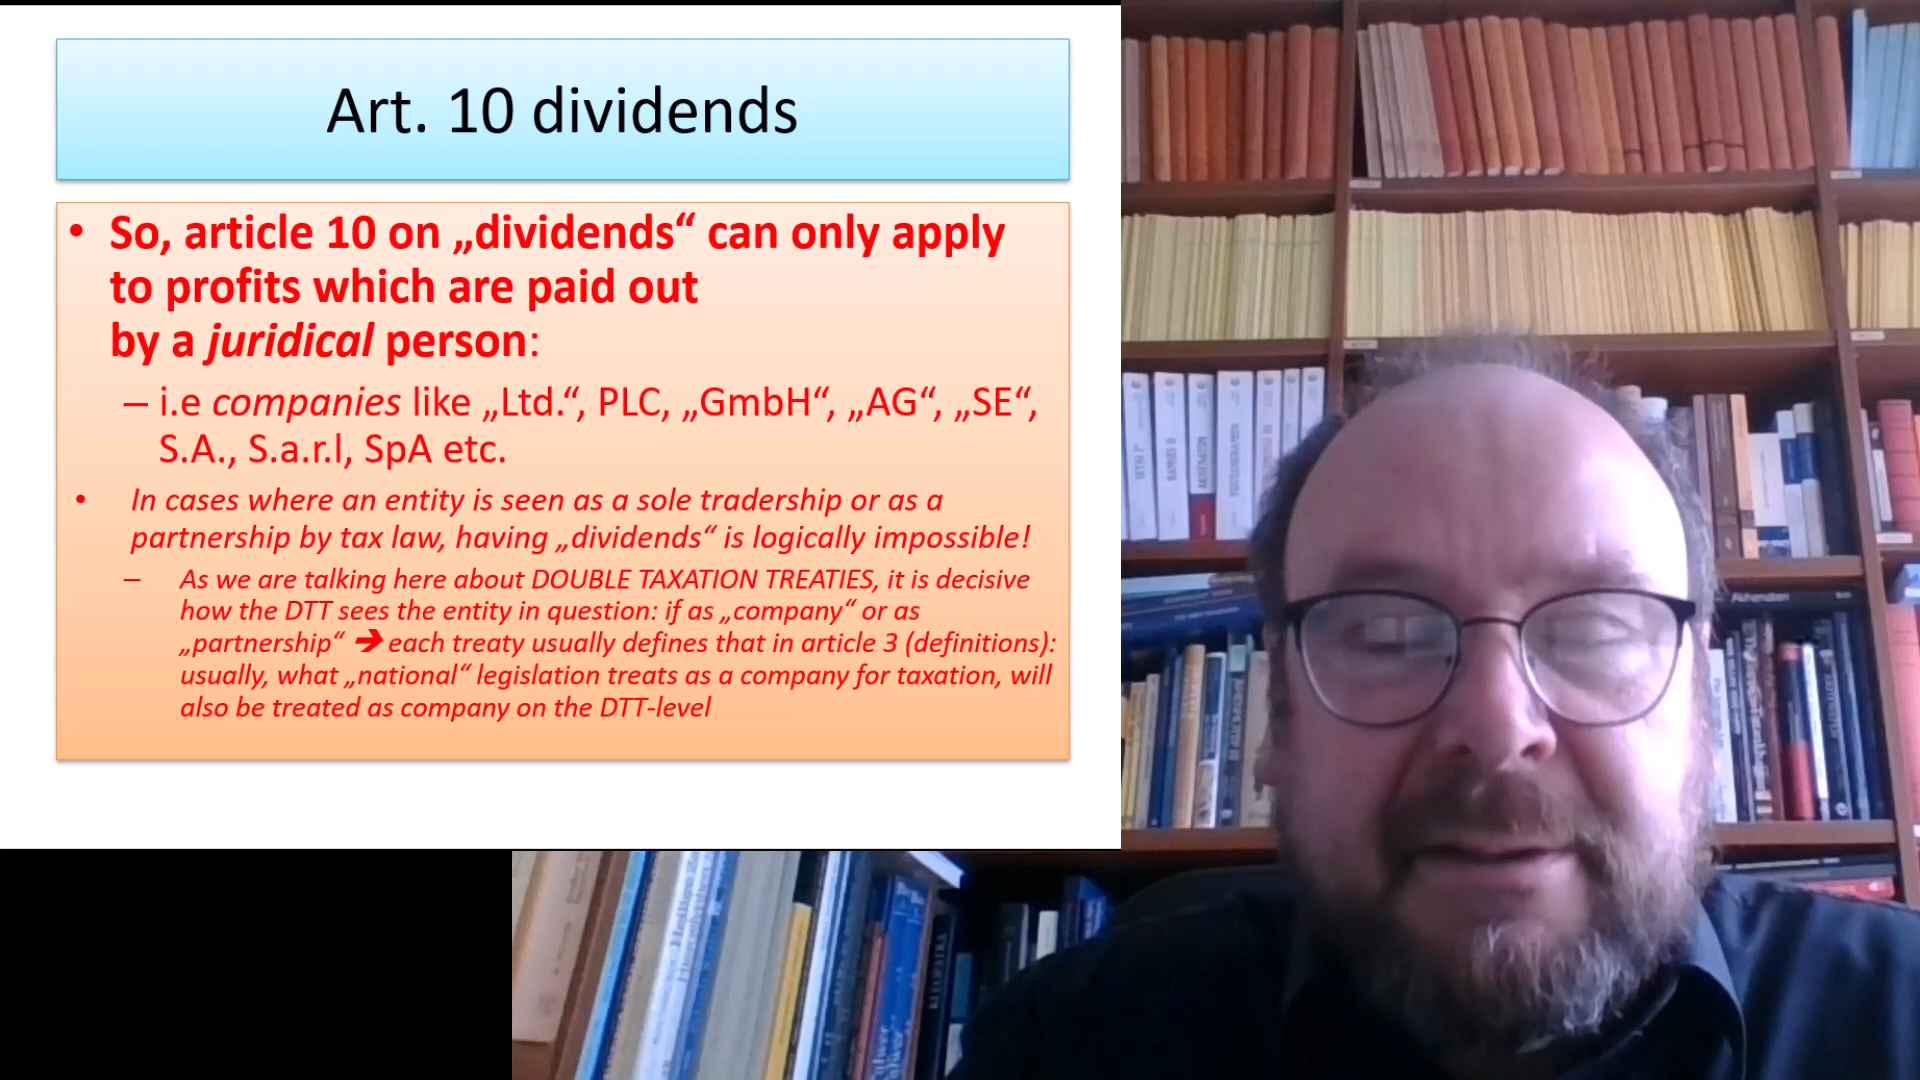 Art. 10 dividends
• So, article 10 on „dividends“ can only apply
to profits which are paid out
by a juridical person:
– i.e companies like „Ltd.“, PLC, „GmbH“, „AG“, „SE“,
S.A., S.a.r.l, SpA etc.
• In cases where an entity is seen as a sole tradership or as a
partnership by tax law, having „dividends“ is logically impossible!
– As we are talking here about DOUBLE TAXATION TREATIES, it is decisive
how the DTT sees the entity in question: if as „company“ or as
„partnership“ ➔ each treaty usually defines that in article 3 (definitions):
usually, what „national“ legislation treats as a company for taxation, will
also be treated as company on the DTT-level
KLEOPATRA